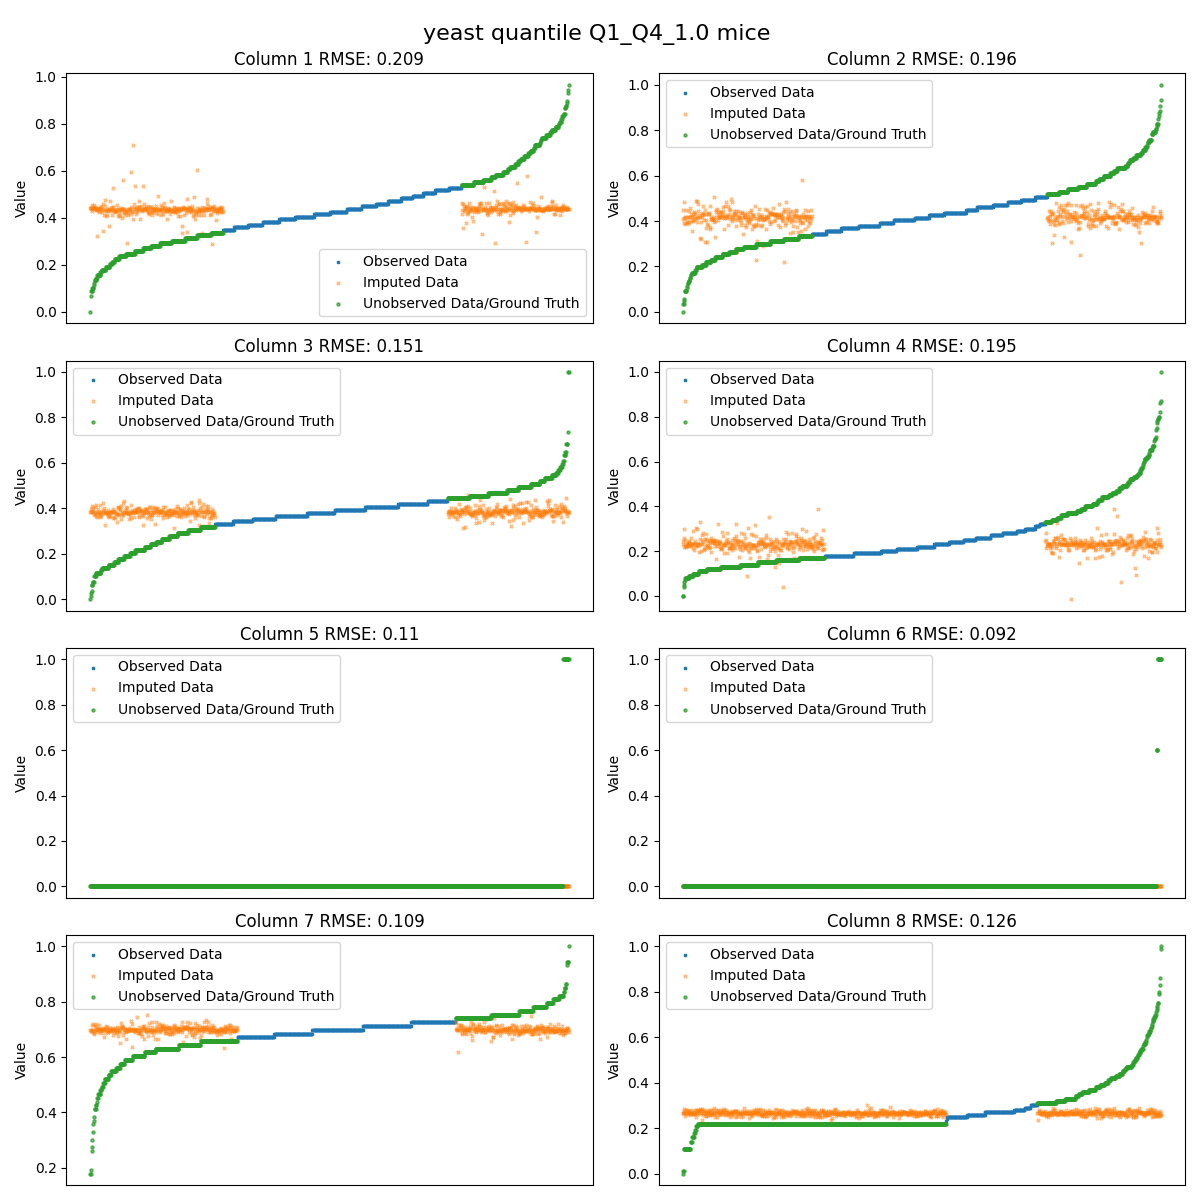 yeast quantile Q1_Q4_1.0 mice
Column 1 RMSE: 0.209
1.0
0.8
0.6
0.4
0.2
0.0
Value
Observed Data
Imputed Data
Unobserved Data/Ground Truth
Column 2 RMSE: 0.196
1.0
0.8
0.6
0.4
0.2
0.0
Value
Observed Data
Imputed Data
Unobserved Data/Ground Truth
Column 3 RMSE: 0.151
1.0
0.8
0.6
0.4
0.2
0.0
Value
Observed Data
Imputed Data
Unobserved Data/Ground Truth
Column 4 RMSE: 0.195
1.0
0.8
0.6
0.4
0.2
0.0
Value
Observed Data
Imputed Data
Unobserved Data/Ground Truth
Column 5 RMSE: 0.11
1.0
0.8
0.6
0.4
0.2
0.0
Value
Observed Data
Imputed Data
Unobserved Data/Ground Truth
Column 6 RMSE: 0.092
1.0
0.8
0.6
0.4
0.2
0.0
Value
Observed Data
Imputed Data
Unobserved Data/Ground Truth
Column 7 RMSE: 0.109
1.0
0.8
0.6
0.4
0.2
Value
Observed Data
Imputed Data
Unobserved Data/Ground Truth
Column 8 RMSE: 0.126
1.0
0.8
0.6
0.4
0.2
0.0
Value
Observed Data
Imputed Data
Unobserved Data/Ground Truth